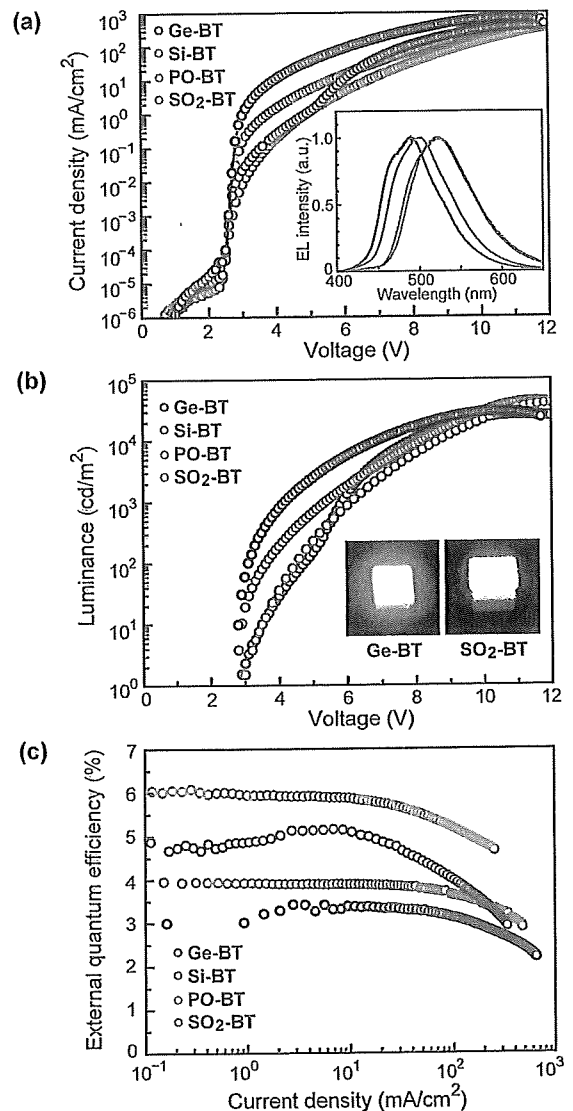 (a)
Current density (mA/cm²)
10³
10²
10¹
10⁰
10⁻¹
10⁻²
10⁻³
10⁻⁴
10⁻⁵
10⁻⁶
Ge-BT
Si-BT
PO-BT
SO₂-BT
EL intensity (a.u.)
1.0
0.5
0
400 500 600
Wavelength (nm)
0 2 4 6 8 10 12
Voltage (V)
(b)
Luminance (cd/m²)
10⁵
10⁴
10³
10²
10¹
10⁰
Ge-BT
Si-BT
PO-BT
SO₂-BT
Ge-BT SO₂-BT
0 2 4 6 8 10 12
Voltage (V)
(c)
External quantum efficiency (%)
7
6
5
4
3
2
1
0
Ge-BT
Si-BT
PO-BT
SO₂-BT
10⁻¹ 10⁰ 10¹ 10² 10³
Current density (mA/cm²)